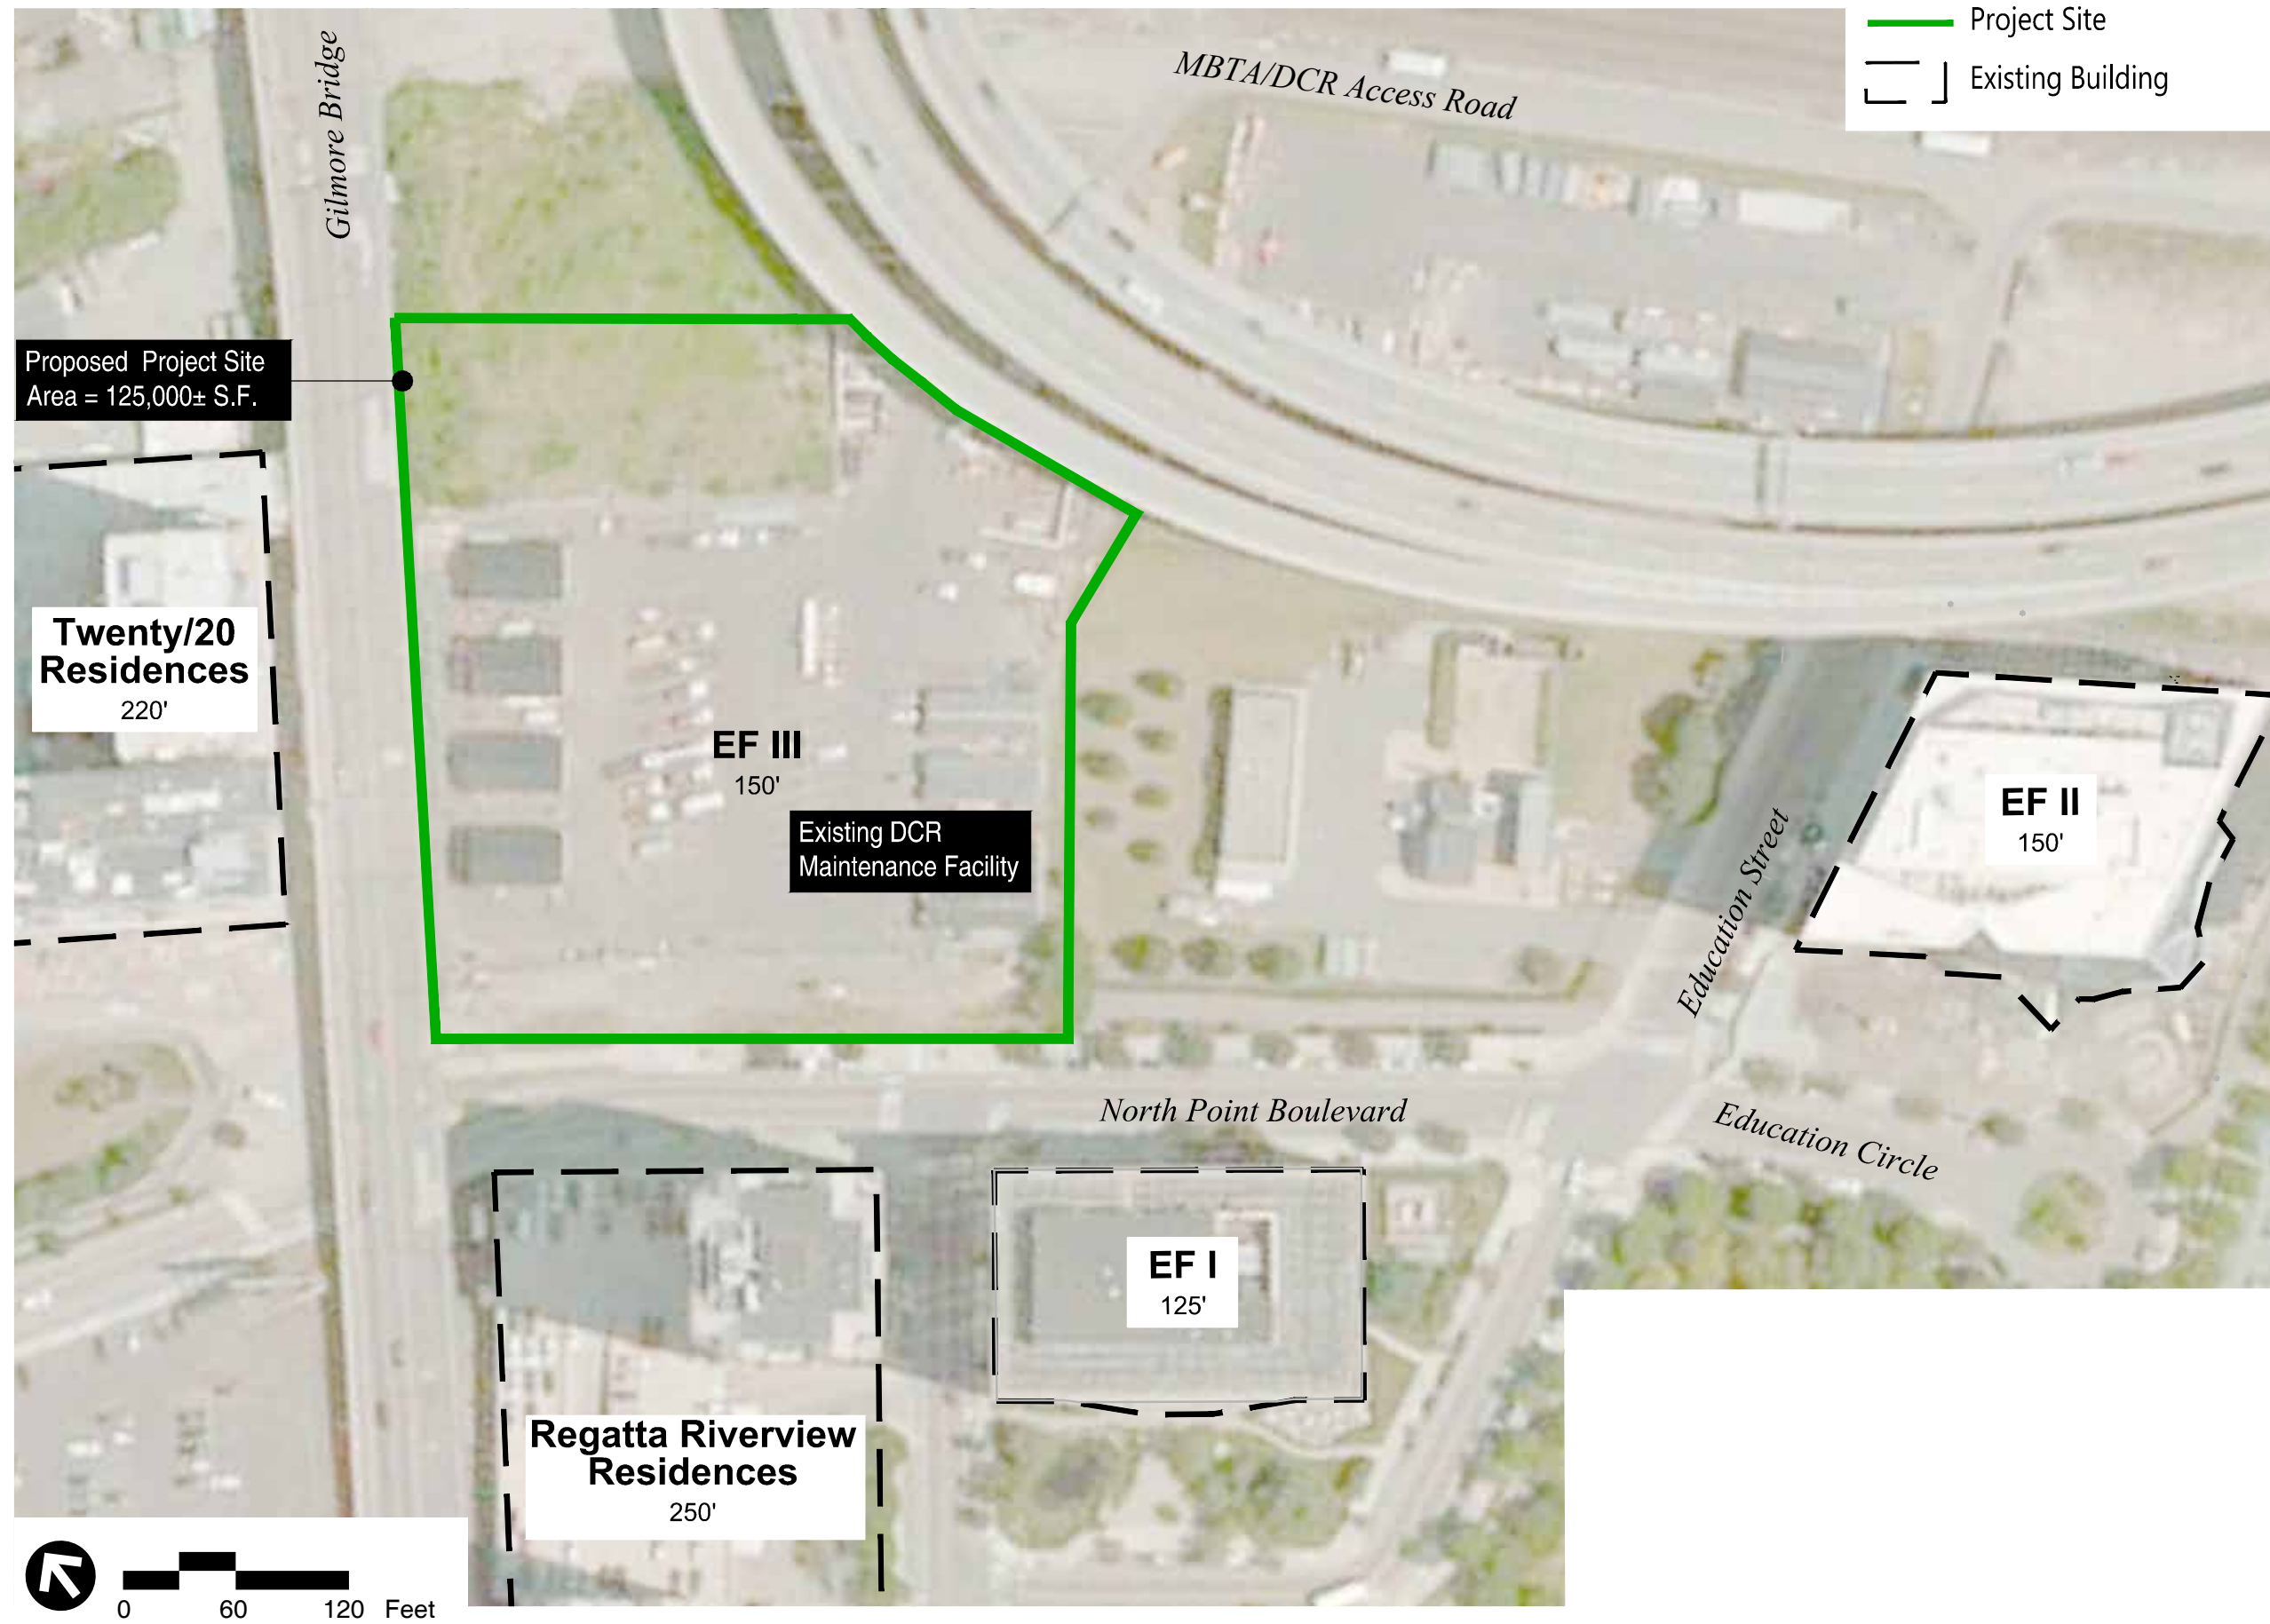 Project Site
Existing Building
MBTA/DCR Access Road
Gilmore Bridge
Proposed Project Site
Area = 125,000± S.F.
Twenty/20
Residences
220'
EF III
150'
Existing DCR
Maintenance Facility
EF II
150'
Education Street
North Point Boulevard
Education Circle
EF I
125'
Regatta Riverview
Residences
250'
0 60 120 Feet